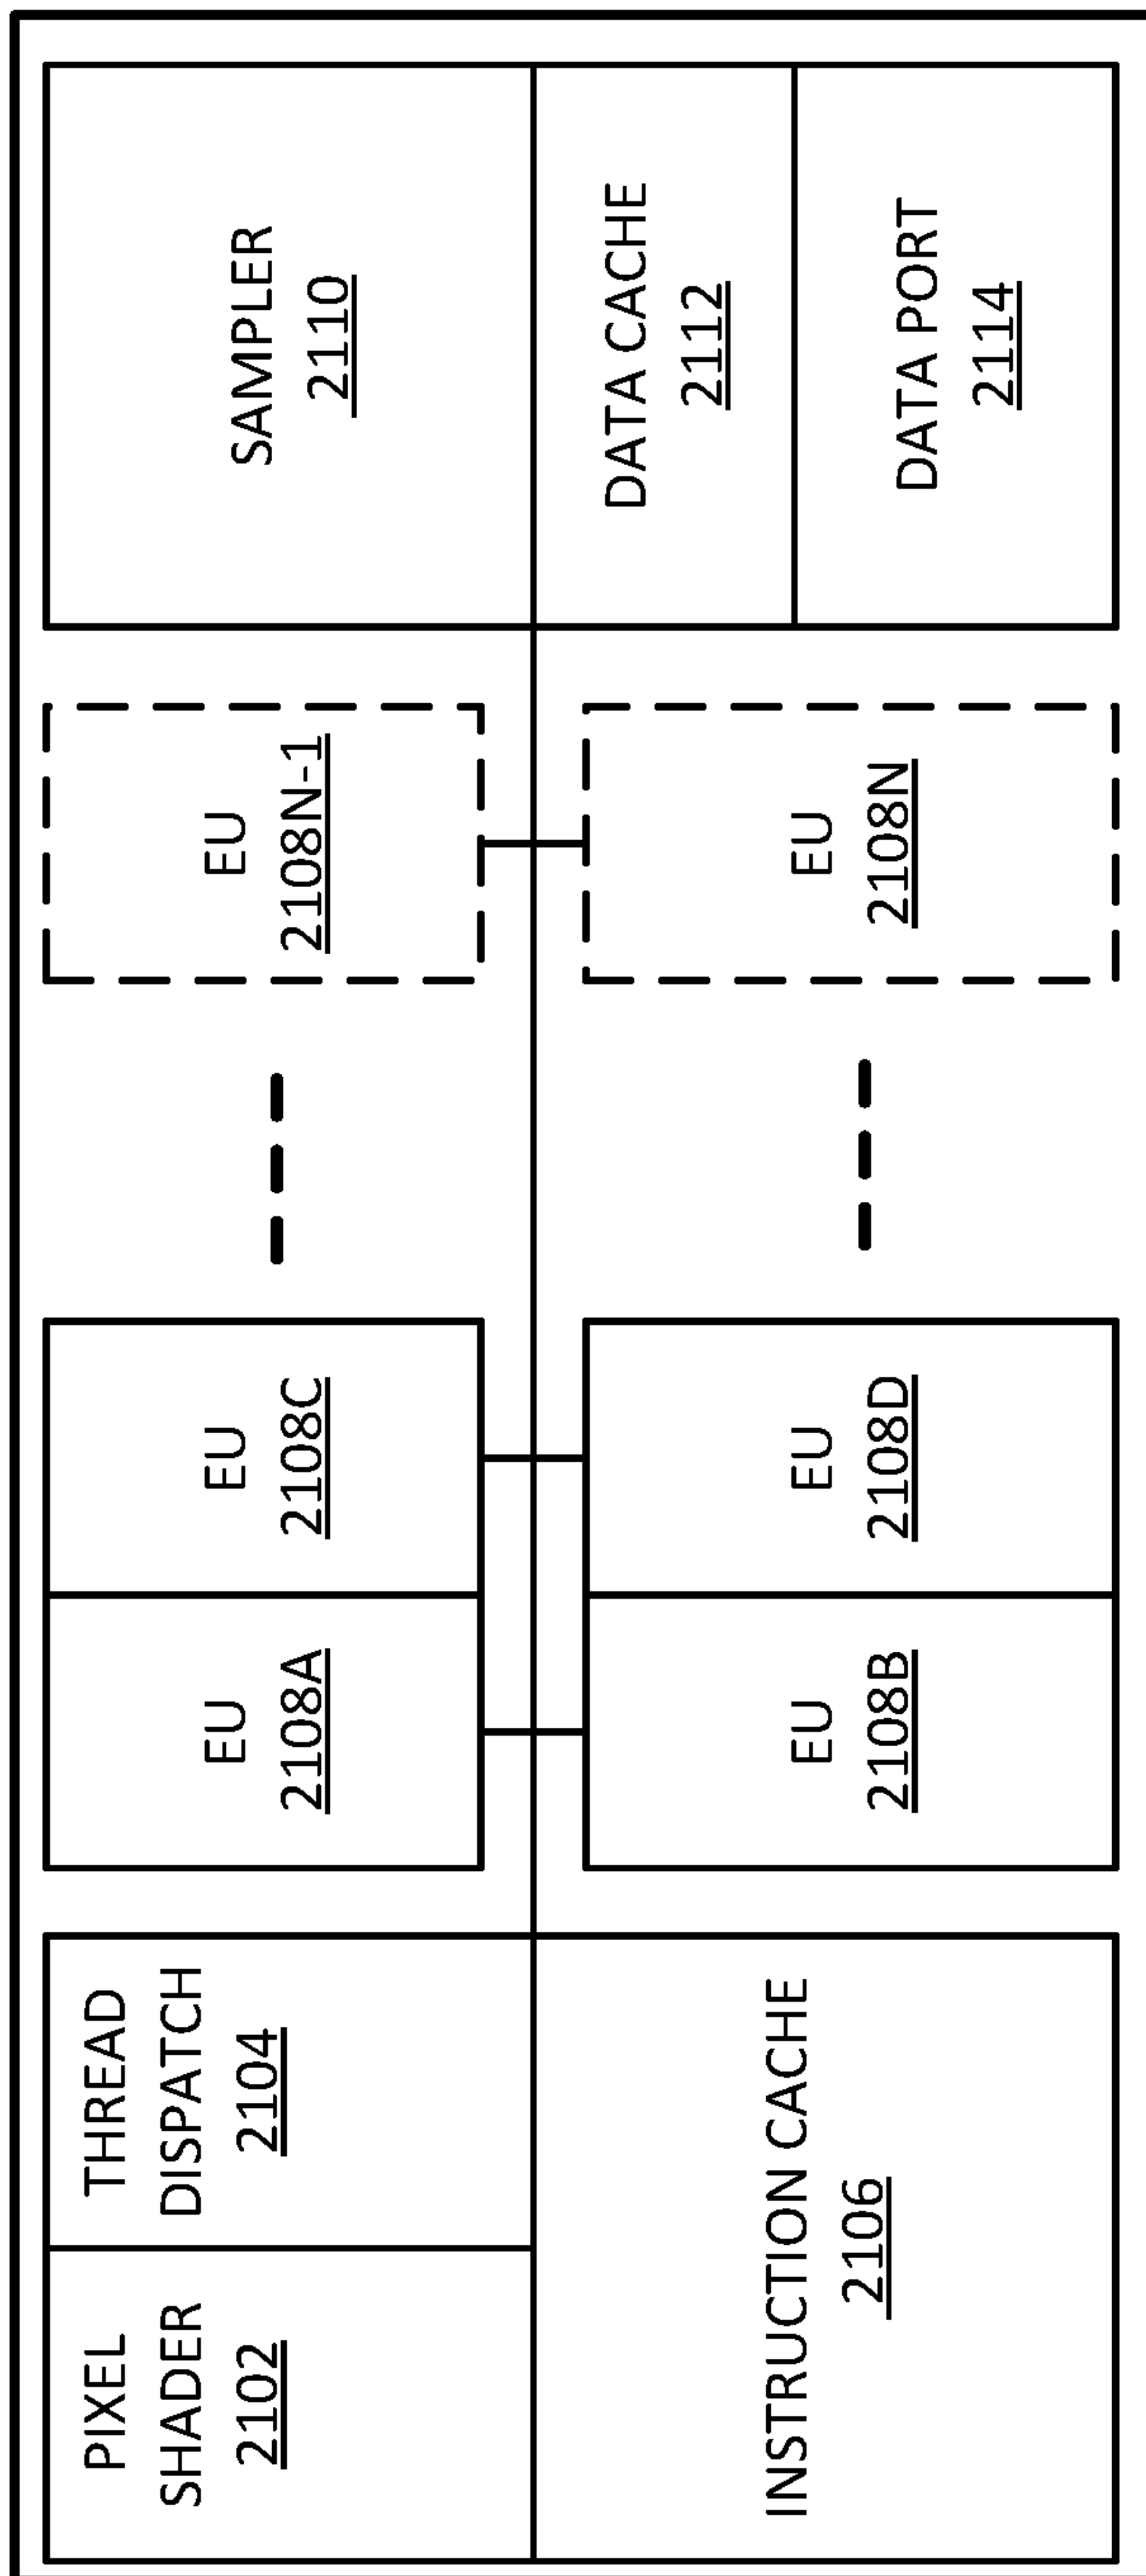 PIXEL
SHADER
2102
THREAD
DISPATCH
2104
INSTRUCTION CACHE
2106
EU
2108A
EU
2108C
EU
2108B
EU
2108D
EU
2108N-1
EU
2108N
SAMPLER
2110
DATA CACHE
2112
DATA PORT
2114